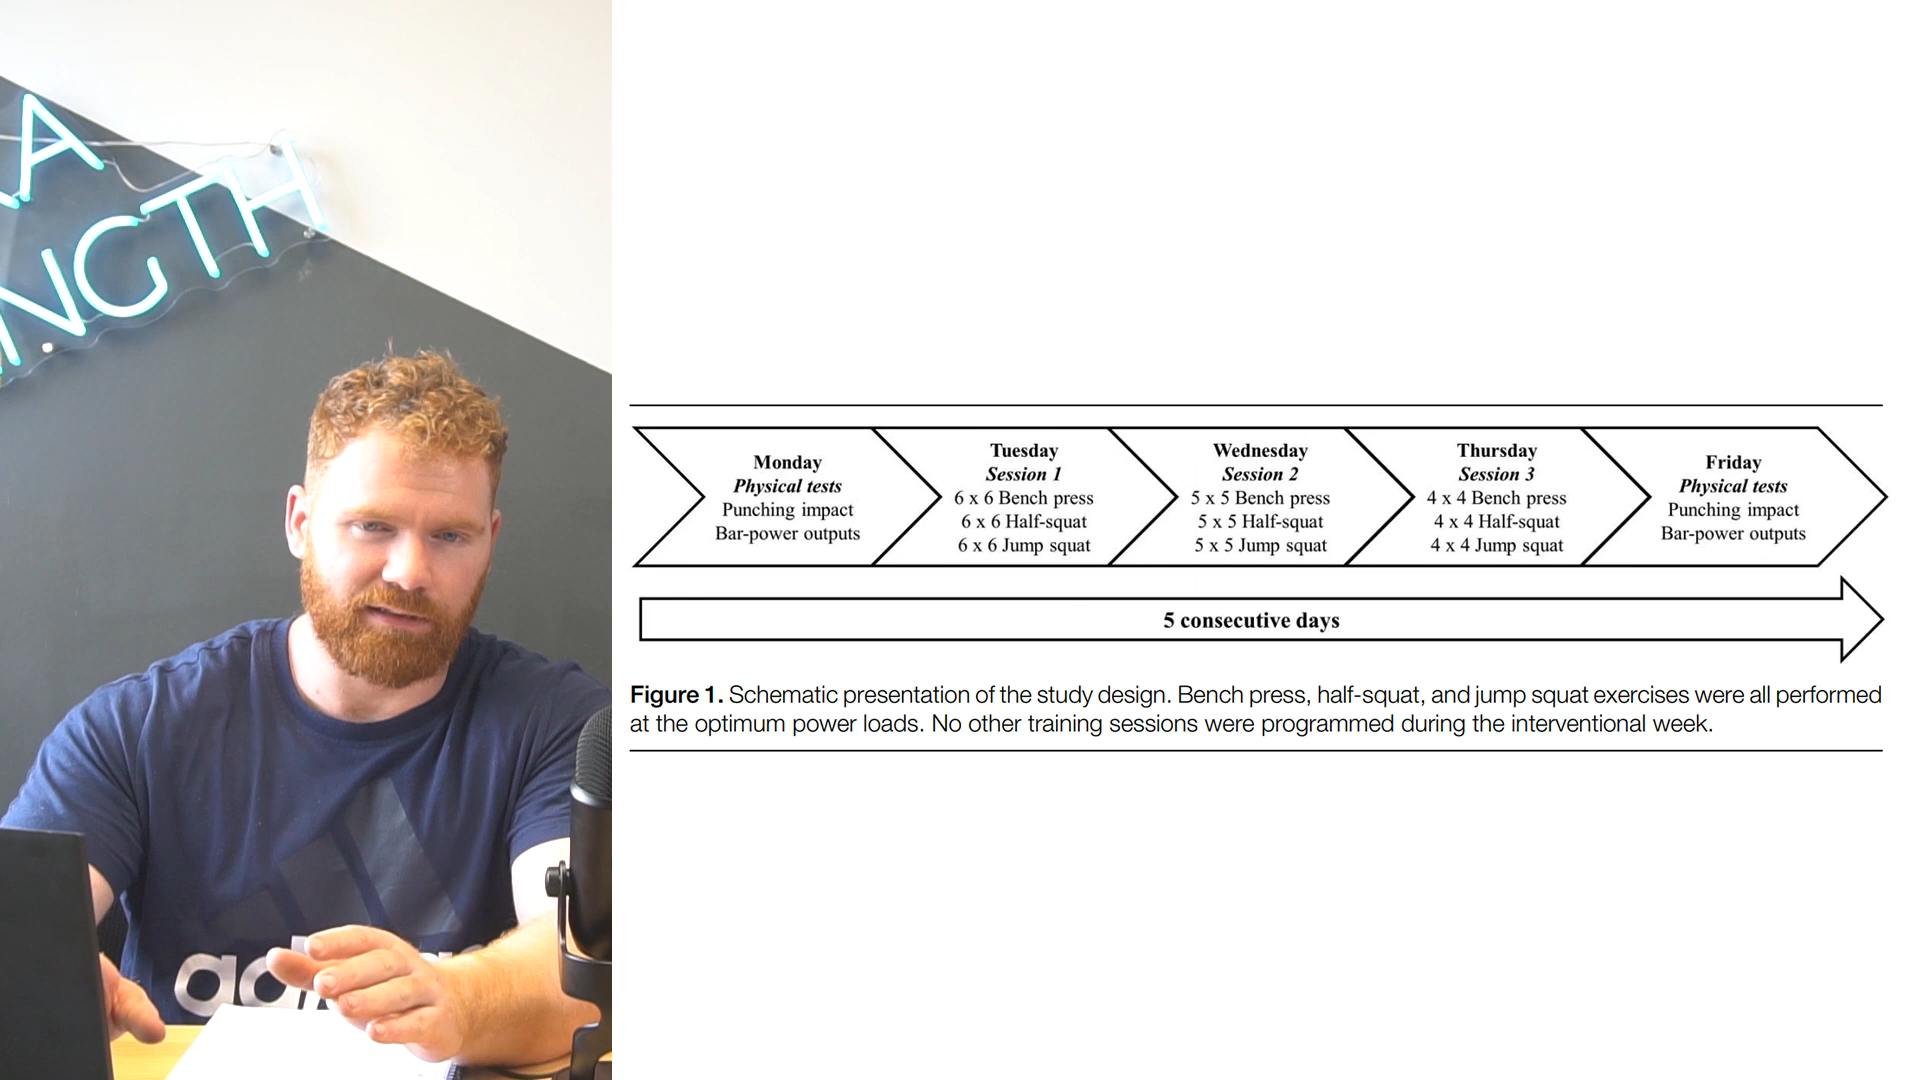 A
NGTH
Monday
Physical tests
Punching impact
Bar-power outputs
Tuesday
Session 1
6 x 6 Bench press
6 x 6 Half-squat
6 x 6 Jump squat
Wednesday
Session 2
5 x 5 Bench press
5 x 5 Half-squat
5 x 5 Jump squat
Thursday
Session 3
4 x 4 Bench press
4 x 4 Half-squat
4 x 4 Jump squat
Friday
Physical tests
Punching impact
Bar-power outputs
5 consecutive days
Figure 1. Schematic presentation of the study design. Bench press, half-squat, and jump squat exercises were all performed
at the optimum power loads. No other training sessions were programmed during the interventional week.